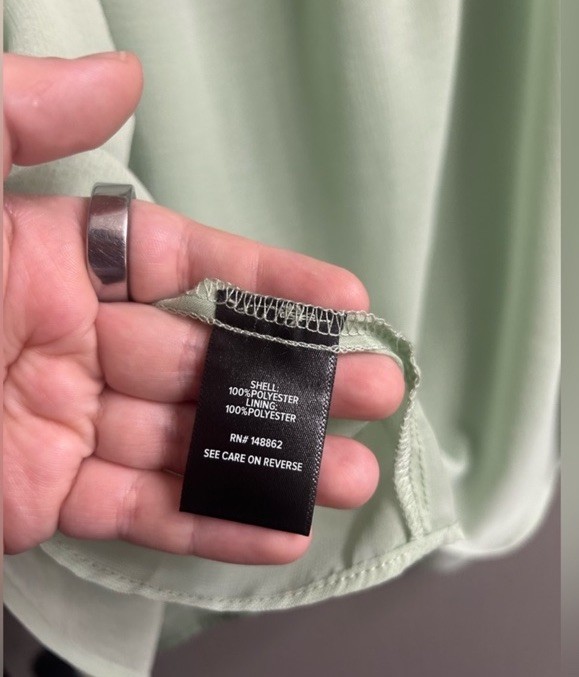 SHELL:
100%POLYESTER
LINING:
100%POLYESTER
RN# 148862
SEE CARE ON REVERSE